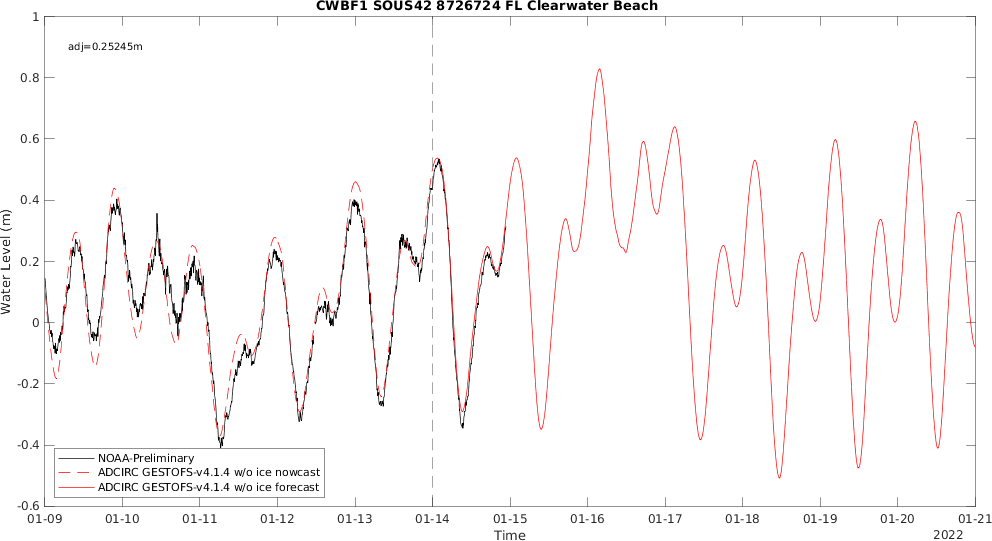 CWBF1 SOUS42 8726724 FL Clearwater Beach
adj=0.25245m
1
0.8
0.6
0.4
0.2
0
-0.2
-0.4
-0.6
Water Level (m)
NOAA-Preliminary
ADCIRC GESTOFS-v4.1.4 w/o ice nowcast
ADCIRC GESTOFS-v4.1.4 w/o ice forecast
01-09 01-10 01-11 01-12 01-13 01-14 01-15 01-16 01-17 01-18 01-19 01-20 01-21
Time
2022